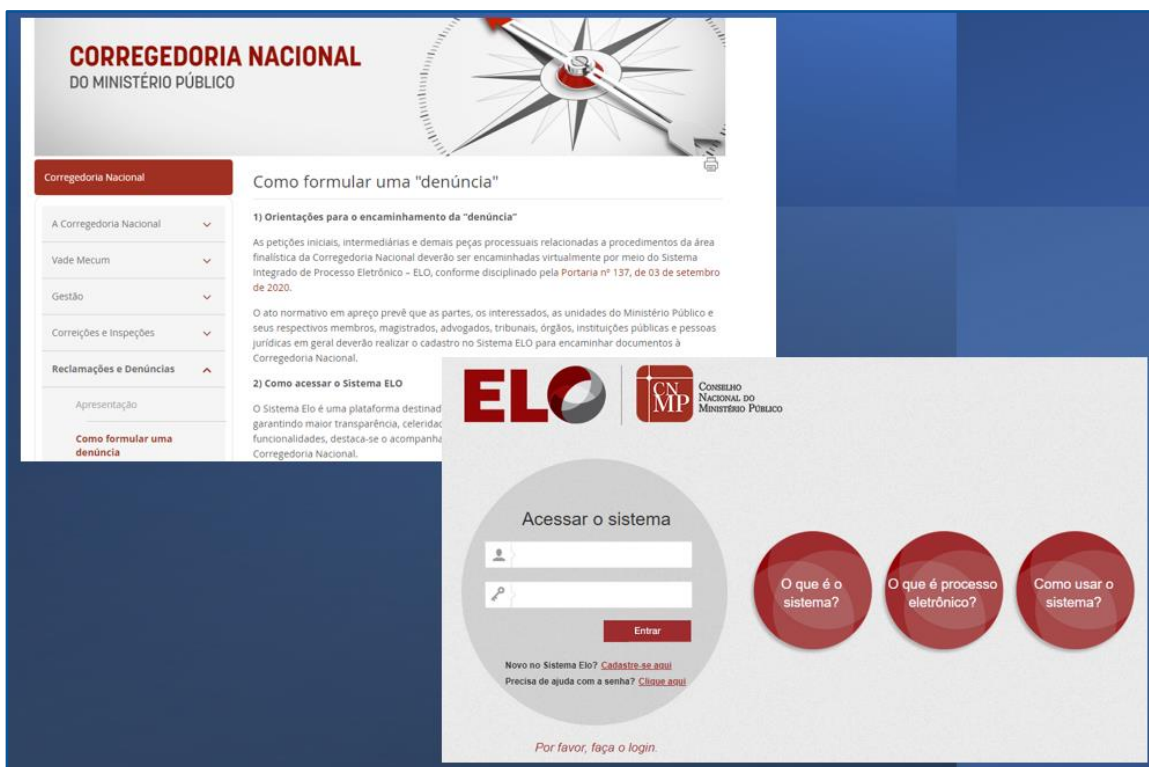 CORREGEDORIA NACIONAL
DO MINISTÉRIO PÚBLICO
Corregedoria Nacional
A Corregedoria Nacional
Vade Mecum
Gestão
Correições e Inspeções
Reclamações e Denúncias
Apresentação
Como formular uma
denúncia
Como formular uma "denúncia"
1) Orientações para o encaminhamento da "denúncia"
As petições iniciais, intermediárias e demais peças processuais relacionadas a procedimentos da área
finalística da Corregedoria Nacional deverão ser encaminhadas virtualmente por meio do Sistema
Integrado de Processo Eletrônico – ELO, conforme disciplinado pela Portaria nº 137, de 03 de setembro
de 2020.
O ato normativo em apreço prevê que as partes, os interessados, as unidades do Ministério Público e
seus respectivos membros, magistrados, advogados, tribunais, órgãos, instituições públicas e pessoas
jurídicas em geral deverão realizar o cadastro no Sistema ELO para encaminhar documentos à
Corregedoria Nacional.
2) Como acessar o Sistema ELO
O Sistema Elo é uma plataforma
garantindo maior transparência,
funcionalidades, destaca-se o
Corregedoria Nacional.
ELO
CN
MP
CONSELHO
NACIONAL DO
MINISTÉRIO PÚBLICO
Acessar o sistema
Entrar
Novo no Sistema Elo? Cadastre-se aqui
Precisa de ajuda com a senha? Clique aqui
Por favor, faça o login.
O que é o
sistema?
O que é processo
eletrônico?
Como usar o
sistema?